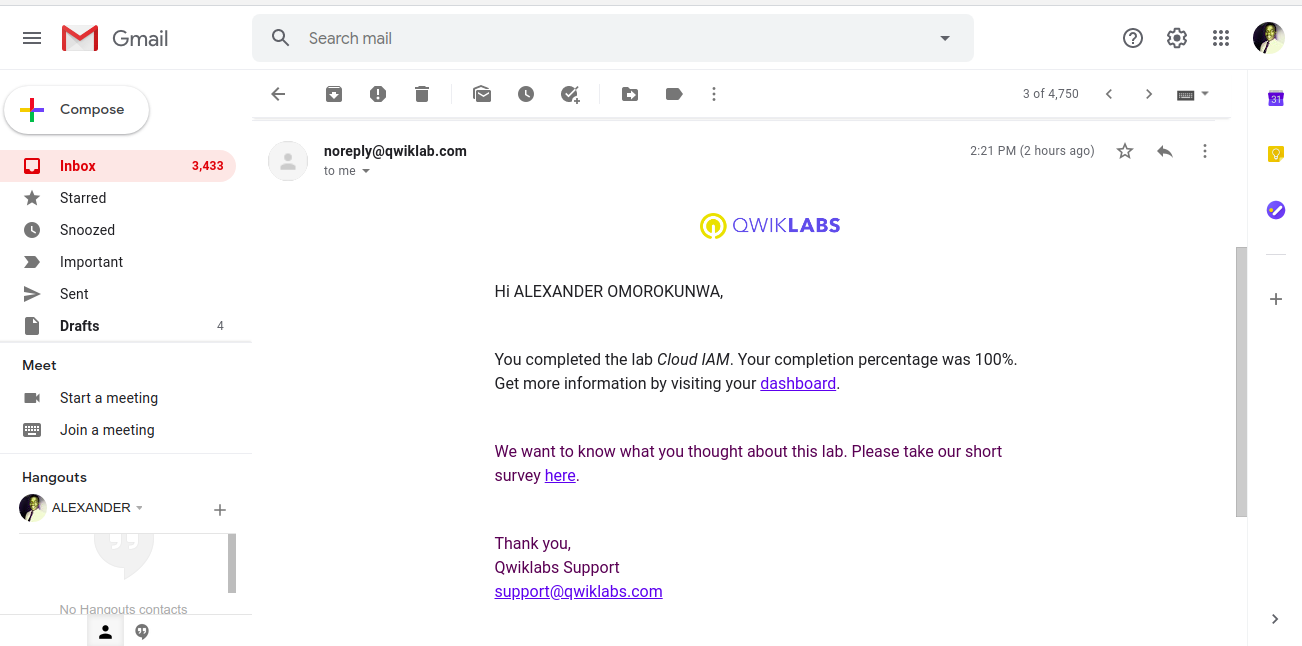 Gmail
Search mail
Compose
3 of 4,750
31
Inbox 3,433
Starred
Snoozed
Important
Sent
Drafts 4
Meet
Start a meeting
Join a meeting
Hangouts
ALEXANDER
No Hangouts contacts
noreply@qwiklab.com
2:21 PM (2 hours ago)
to me
QWIKLABS
Hi ALEXANDER OMOROKUNWA,
You completed the lab Cloud IAM. Your completion percentage was 100%.
Get more information by visiting your dashboard.
We want to know what you thought about this lab. Please take our short
survey here.
Thank you,
Qwiklabs Support
support@qwiklabs.com